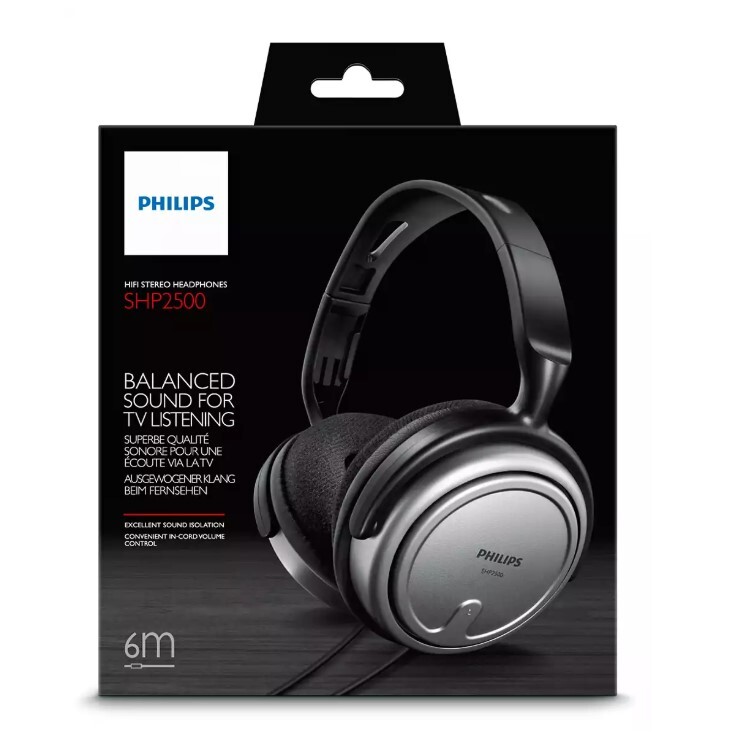 PHILIPS
HIFI STEREO HEADPHONES
SHP2500
BALANCED
SOUND FOR
TV LISTENING
SUPERBE QUALITÉ
SONORE POUR UNE
ÉCOUTE VIA LA TV
AUSGEWOGENER KLANG
BEIM FERNSEHEN
EXCELLENT SOUND ISOLATION
CONVENIENT IN-CORD VOLUME
CONTROL
6m
PHILIPS
SHP2500